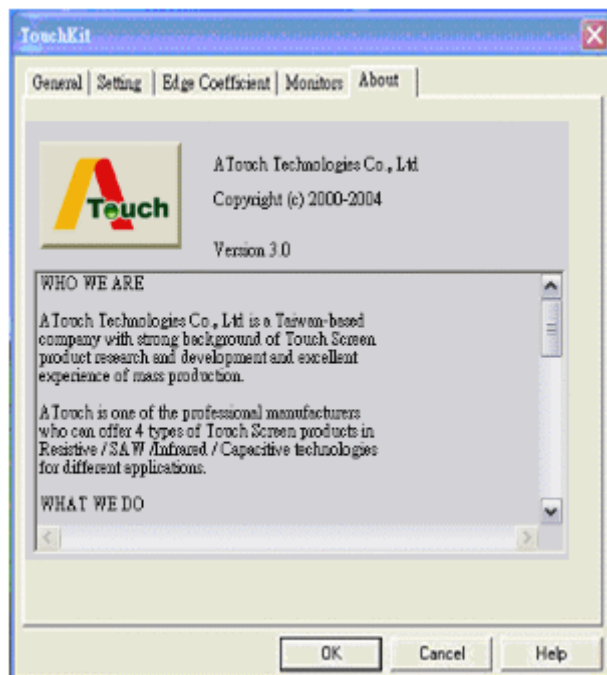 TouchKit
General
Setting
Edge Coefficient
Monitors
About
ATouch
ATouch Technologies Co., Ltd
Copyright (c) 2000-2004
Version 3.0
WHO WE ARE
ATouch Technologies Co., Ltd is a Taiwan-based
company with strong background of Touch Screen
product research and development and excellent
experience of mass production.
ATouch is one of the professional manufacturers
who can offer 4 types of Touch Screen products in
Resistive / SAW /Infrared / Capacitive technologies
for different applications.
WHAT WE DO
OK
Cancel
Help